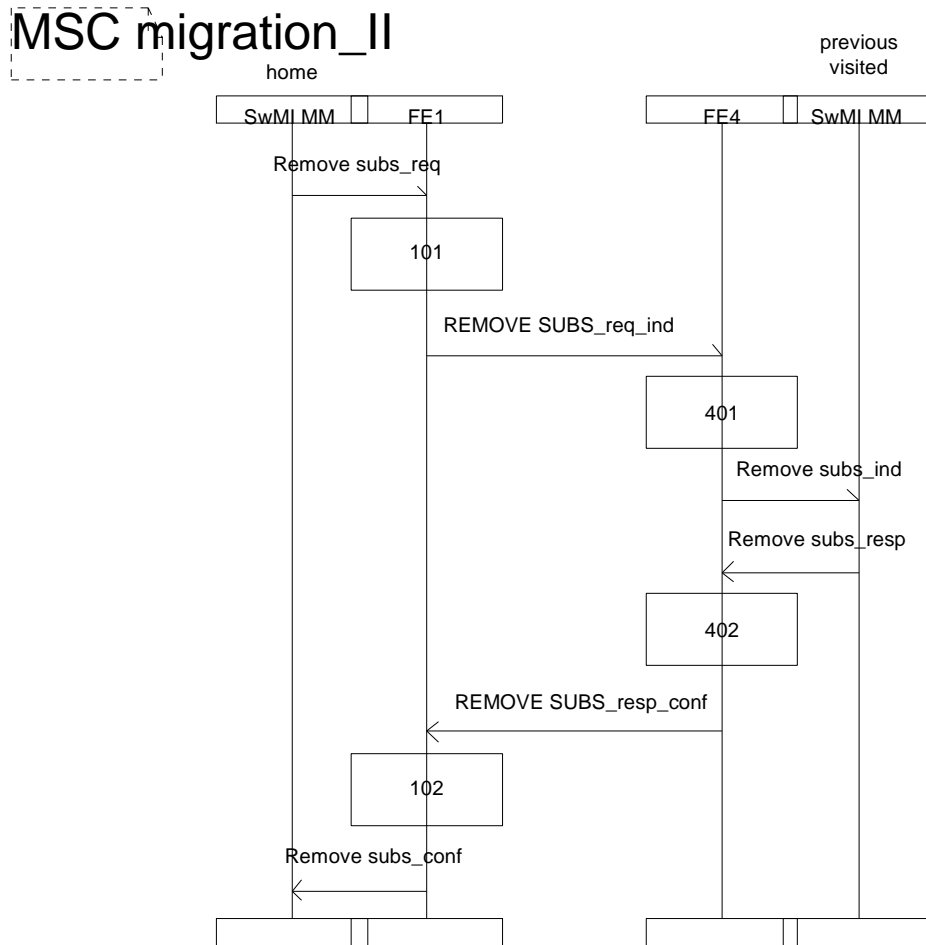 MSC migration_II
home
previous
visited
SwMI MM
FE1
FE4
SwMI MM
Remove subs_req
101
REMOVE SUBS_req_ind
401
Remove subs_ind
Remove subs_resp
402
REMOVE SUBS_resp_conf
102
Remove subs_conf